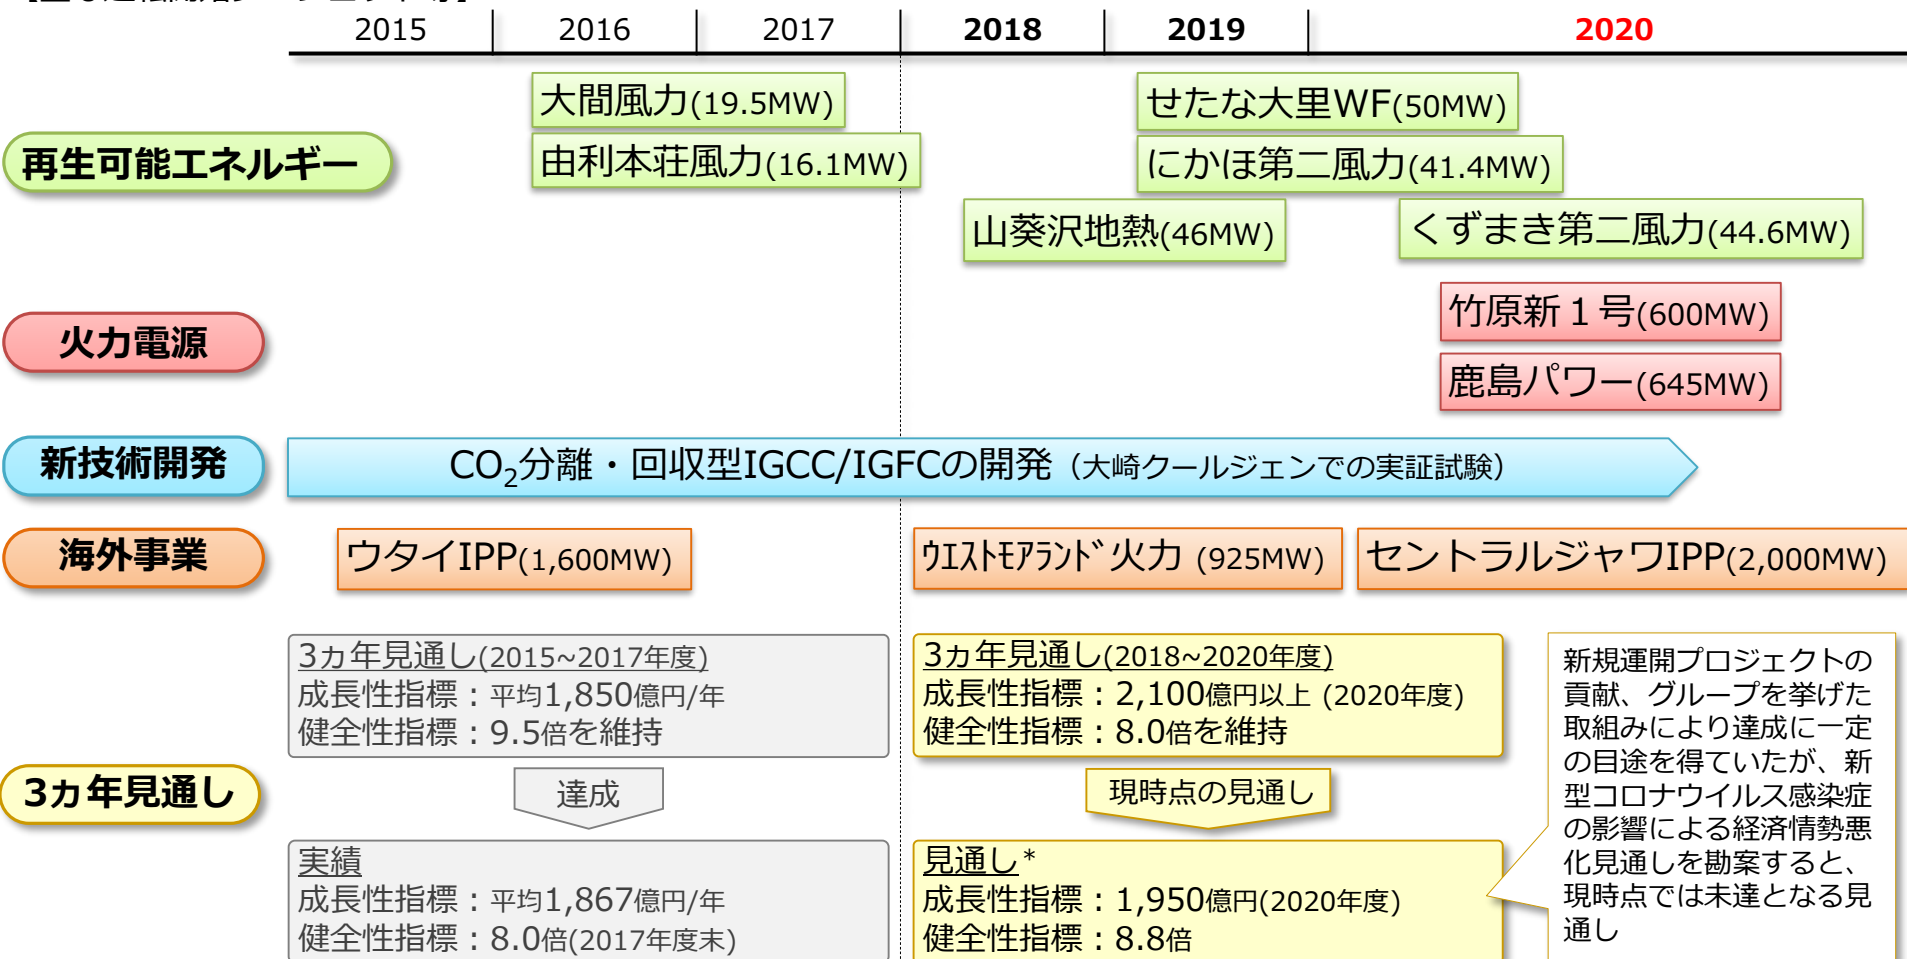 2015 2016 2017 2018 2019 2020
再生可能エネルギー
大間風力(19.5MW)
由利本荘風力(16.1MW)
せたな大里WF(50MW)
にかほ第二風力(41.4MW)
山葵沢地熱(46MW)
くずまき第二風力(44.6MW)
火力電源
竹原新１号(600MW)
鹿島パワー(645MW)
新技術開発
CO₂分離・回収型IGCC/IGFCの開発（大崎クールジェンでの実証試験）
海外事業
ウタイIPP(1,600MW)
ｳｴｽﾄﾓｱﾗﾝﾄﾞ火力 (925MW)
セントラルジャワIPP(2,000MW)
3ヵ年見通し
3ヵ年見通し(2015~2017年度)
成長性指標：平均1,850億円/年
健全性指標：9.5倍を維持
達成
実績
成長性指標：平均1,867億円/年
健全性指標：8.0倍(2017年度末)
3ヵ年見通し(2018~2020年度)
成長性指標：2,100億円以上 (2020年度)
健全性指標：8.0倍を維持
現時点の見通し
見通し*
成長性指標：1,950億円(2020年度)
健全性指標：8.8倍
新規運開プロジェクトの
貢献、グループを挙げた
取組みにより達成に一定
の目途を得ていたが、新
型コロナウイルス感染症
の影響による経済情勢悪
化見通しを勘案すると、
現時点では未達となる見
通し